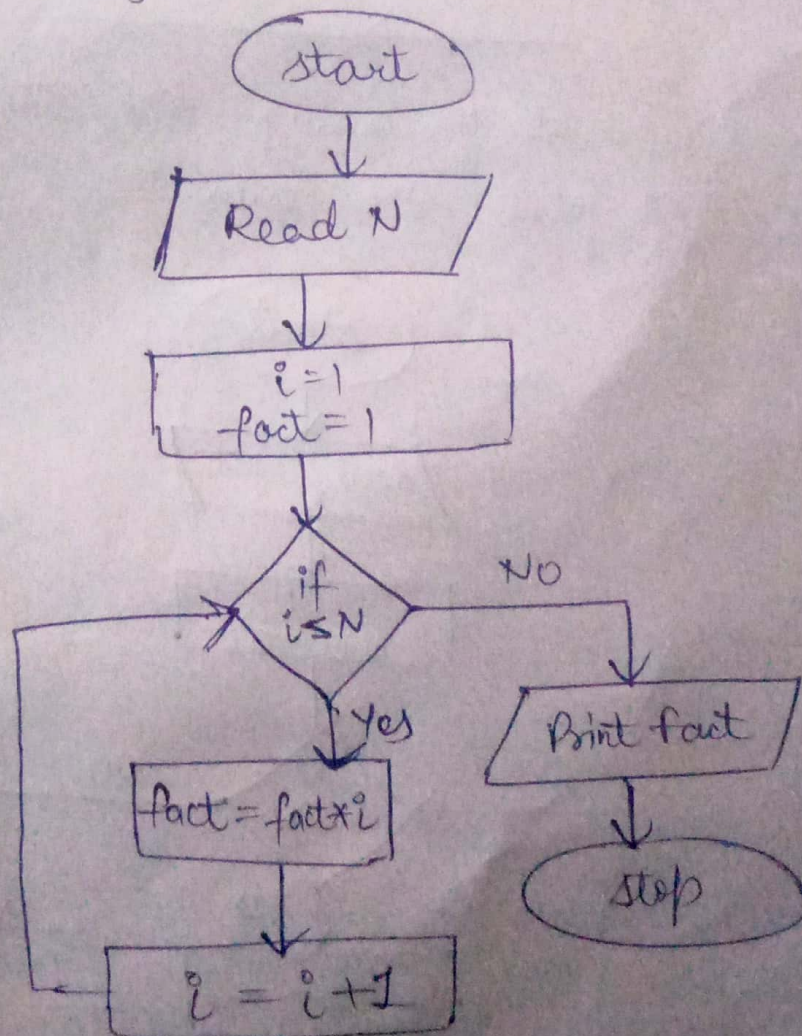 start
Read N
i=1
fact = 1
if
i≤N
NO
Yes
Print fact
fact = fact*i
stop
i = i+1